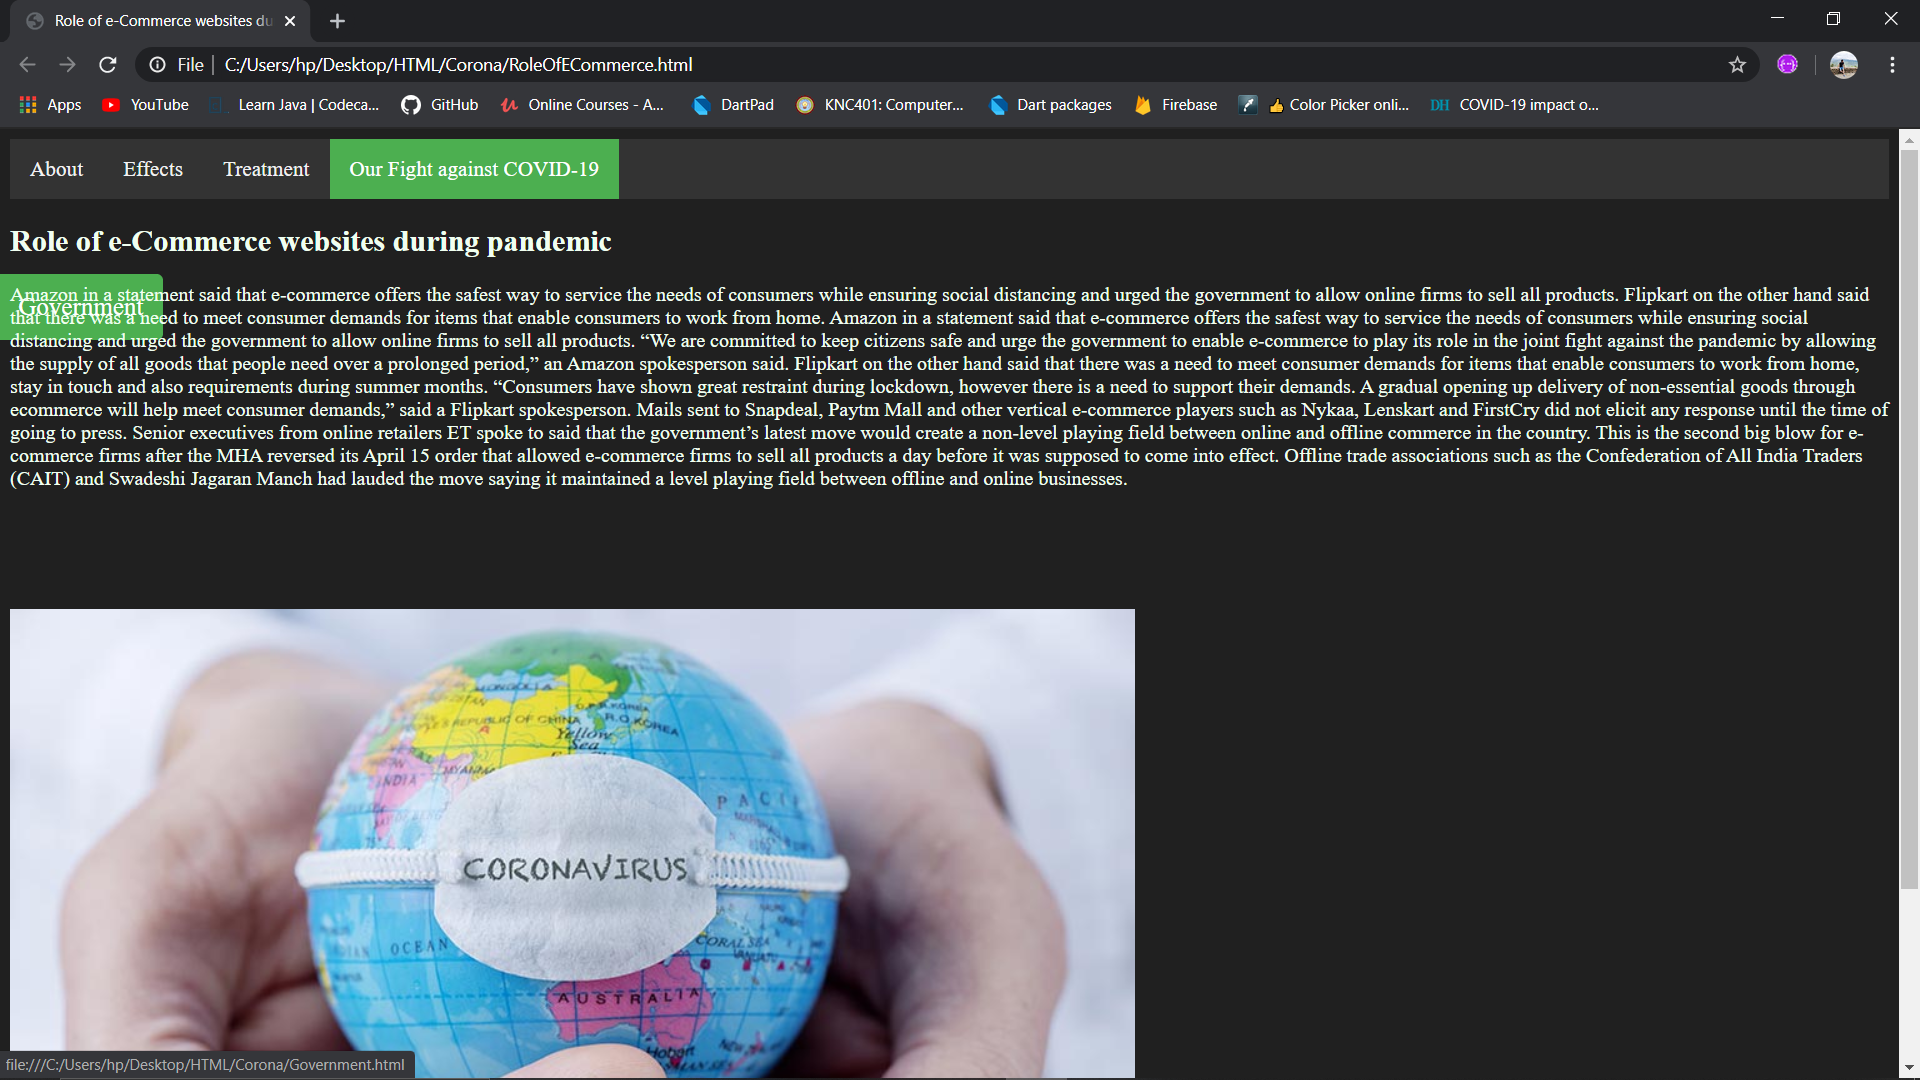 Role of e-Commerce websites du
File
C:/Users/hp/Desktop/HTML/Corona/RoleOfECommerce.html
Apps YouTube Learn Java | Codeca... GitHub Online Courses - A... DartPad KNC401: Computer... Dart packages Firebase Color Picker onli... DH COVID-19 impact o...
About Effects Treatment Our Fight against COVID-19
Role of e-Commerce websites during pandemic
Government
Amazon in a statement said that e-commerce offers the safest way to service the needs of consumers while ensuring social distancing and urged the government to allow online firms to sell all products. Flipkart on the other hand said
that there was a need to meet consumer demands for items that enable consumers to work from home. Amazon in a statement said that e-commerce offers the safest way to service the needs of consumers while ensuring social
distancing and urged the government to allow online firms to sell all products. “We are committed to keep citizens safe and urge the government to enable e-commerce to play its role in the joint fight against the pandemic by allowing
the supply of all goods that people need over a prolonged period,” an Amazon spokesperson said. Flipkart on the other hand said that there was a need to meet consumer demands for items that enable consumers to work from home,
stay in touch and also requirements during summer months. “Consumers have shown great restraint during lockdown, however there is a need to support their demands. A gradual opening up delivery of non-essential goods through
ecommerce will help meet consumer demands,” said a Flipkart spokesperson. Mails sent to Snapdeal, Paytm Mall and other vertical e-commerce players such as Nykaa, Lenskart and FirstCry did not elicit any response until the time of
going to press. Senior executives from online retailers ET spoke to said that the government’s latest move would create a non-level playing field between online and offline commerce in the country. This is the second big blow for e-
commerce firms after the MHA reversed its April 15 order that allowed e-commerce firms to sell all products a day before it was supposed to come into effect. Offline trade associations such as the Confederation of All India Traders
(CAIT) and Swadeshi Jagaran Manch had lauded the move saying it maintained a level playing field between offline and online businesses.
MONGOLIA
PEOPLE'S REPUBLIC OF CHINA
D.P.R.KOREA
R.O.KOREA
Yellow
Sea
INDIA
MYANMA
PACI
CORONAVIRUS
OCEAN
CORAL SEA
VANUATU
AUSTRALIA
Hobart
file:///C:/Users/hp/Desktop/HTML/Corona/Government.html